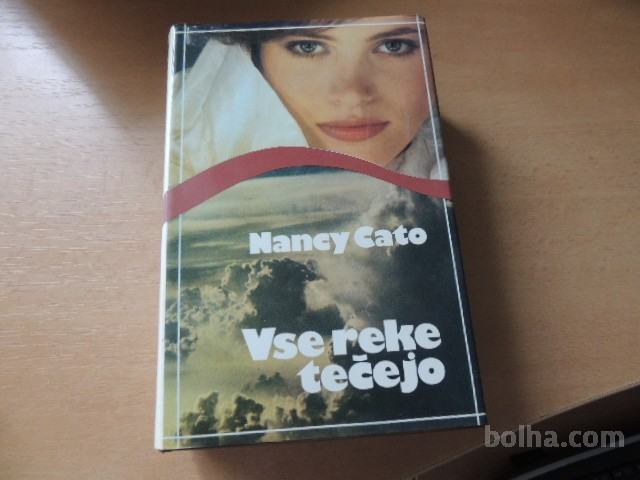 Nancy Cato
Vse reke
tečejo
bolha.com